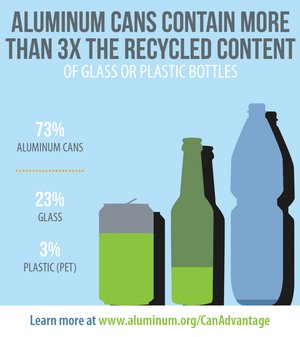 ALUMINUM CANS CONTAIN MORE
THAN 3X THE RECYCLED CONTENT
OF GLASS OR PLASTIC BOTTLES
73%
ALUMINUM CANS
23%
GLASS
3%
PLASTIC (PET)
Learn more at www.aluminum.org/CanAdvantage